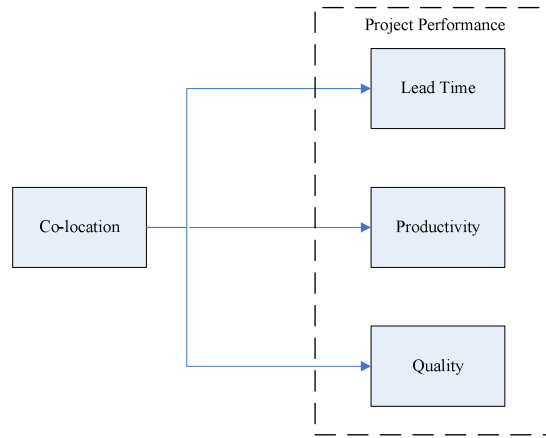 Project Performance
Lead Time
Co-location
Productivity
Quality